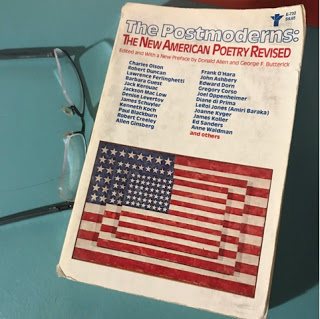 E-732
The Postmoderns:
THE NEW AMERICAN POETRY REVISED
Edited and with a New Preface by Donald Allen and George F. Butterick
Charles Olson
Robert Duncan
Lawrence Ferlinghetti
Barbara Guest
Jack Kerouac
Jackson Mac Low
Denise Levertov
James Schuyler
Kenneth Koch
Paul Blackburn
Robert Creeley
Allen Ginsberg
Frank O'Hara
John Ashbery
Edward Dorn
Gregory Corso
Joel Oppenheimer
Diane di Prima
LeRoi Jones (Amiri Baraka)
Joanne Kyger
James Koller
Ed Sanders
Anne Waldman
and others